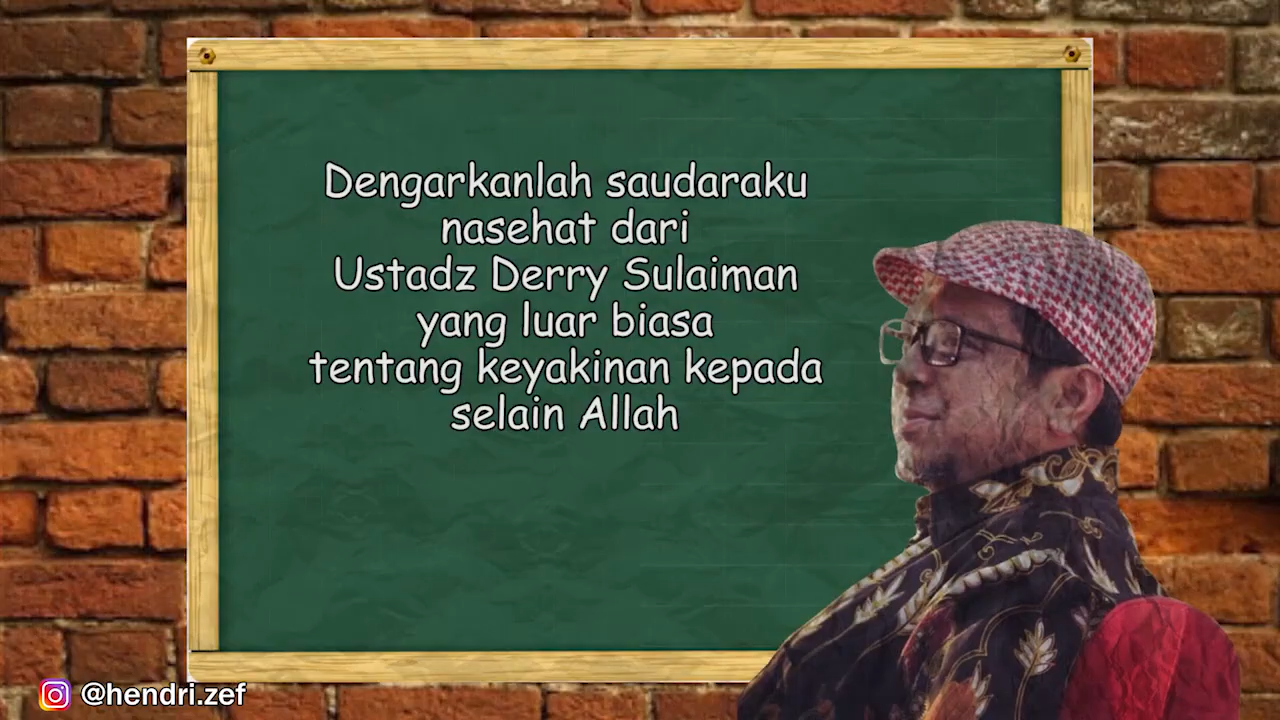 Dengarkanlah saudaraku
nasehat dari
Ustadz Derry Sulaiman
yang luar biasa
tentang keyakinan kepada
selain Allah
@hendri.zef